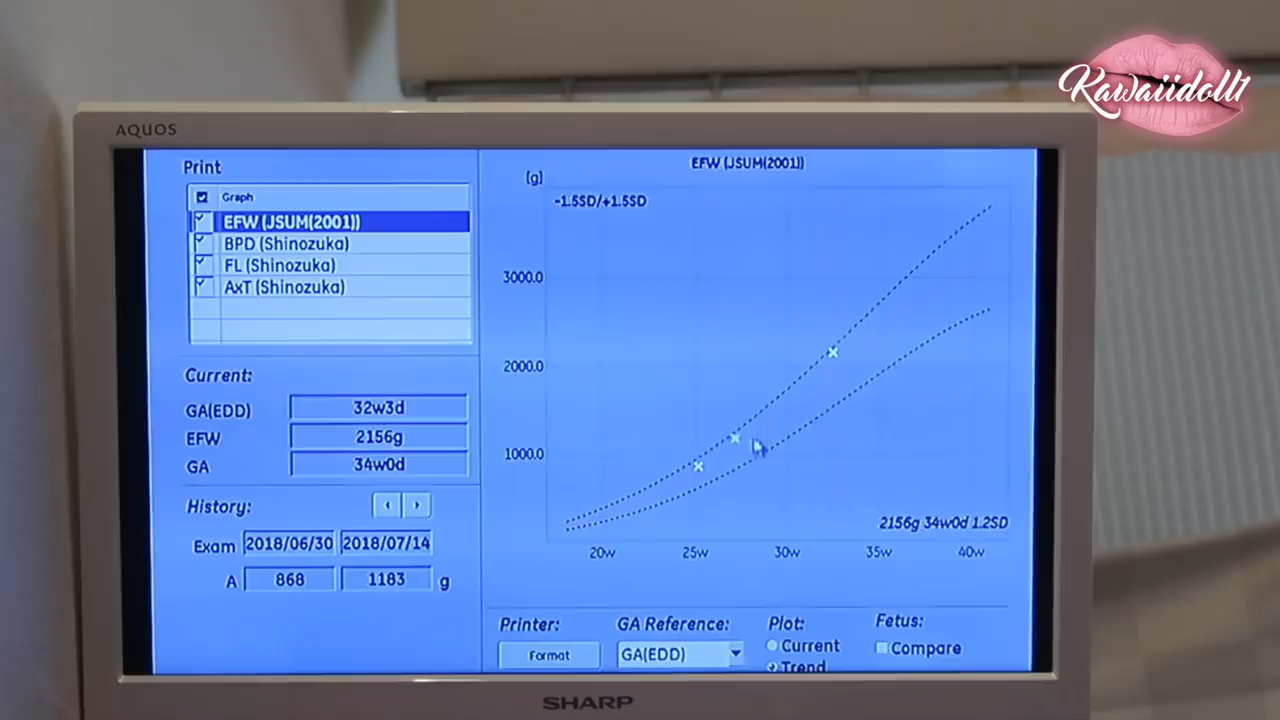 Kawaiidoll1
AQUOS
Print
Graph
EFW (JSUM(2001))
BPD (Shinozuka)
FL (Shinozuka)
AxT (Shinozuka)
Current:
GA(EDD) 32w3d
EFW 2156g
GA 34w0d
History:
Exam 2018/06/30 2018/07/14
A 868 1183 g
EFW (JSUM(2001))
[g]
-1.5SD/+1.5SD
3000.0
2000.0
1000.0
2156g 34w0d 1.2SD
20w 25w 30w 35w 40w
Printer: GA Reference: Plot: Fetus:
Format GA(EDD) Current Compare
Trend
SHARP